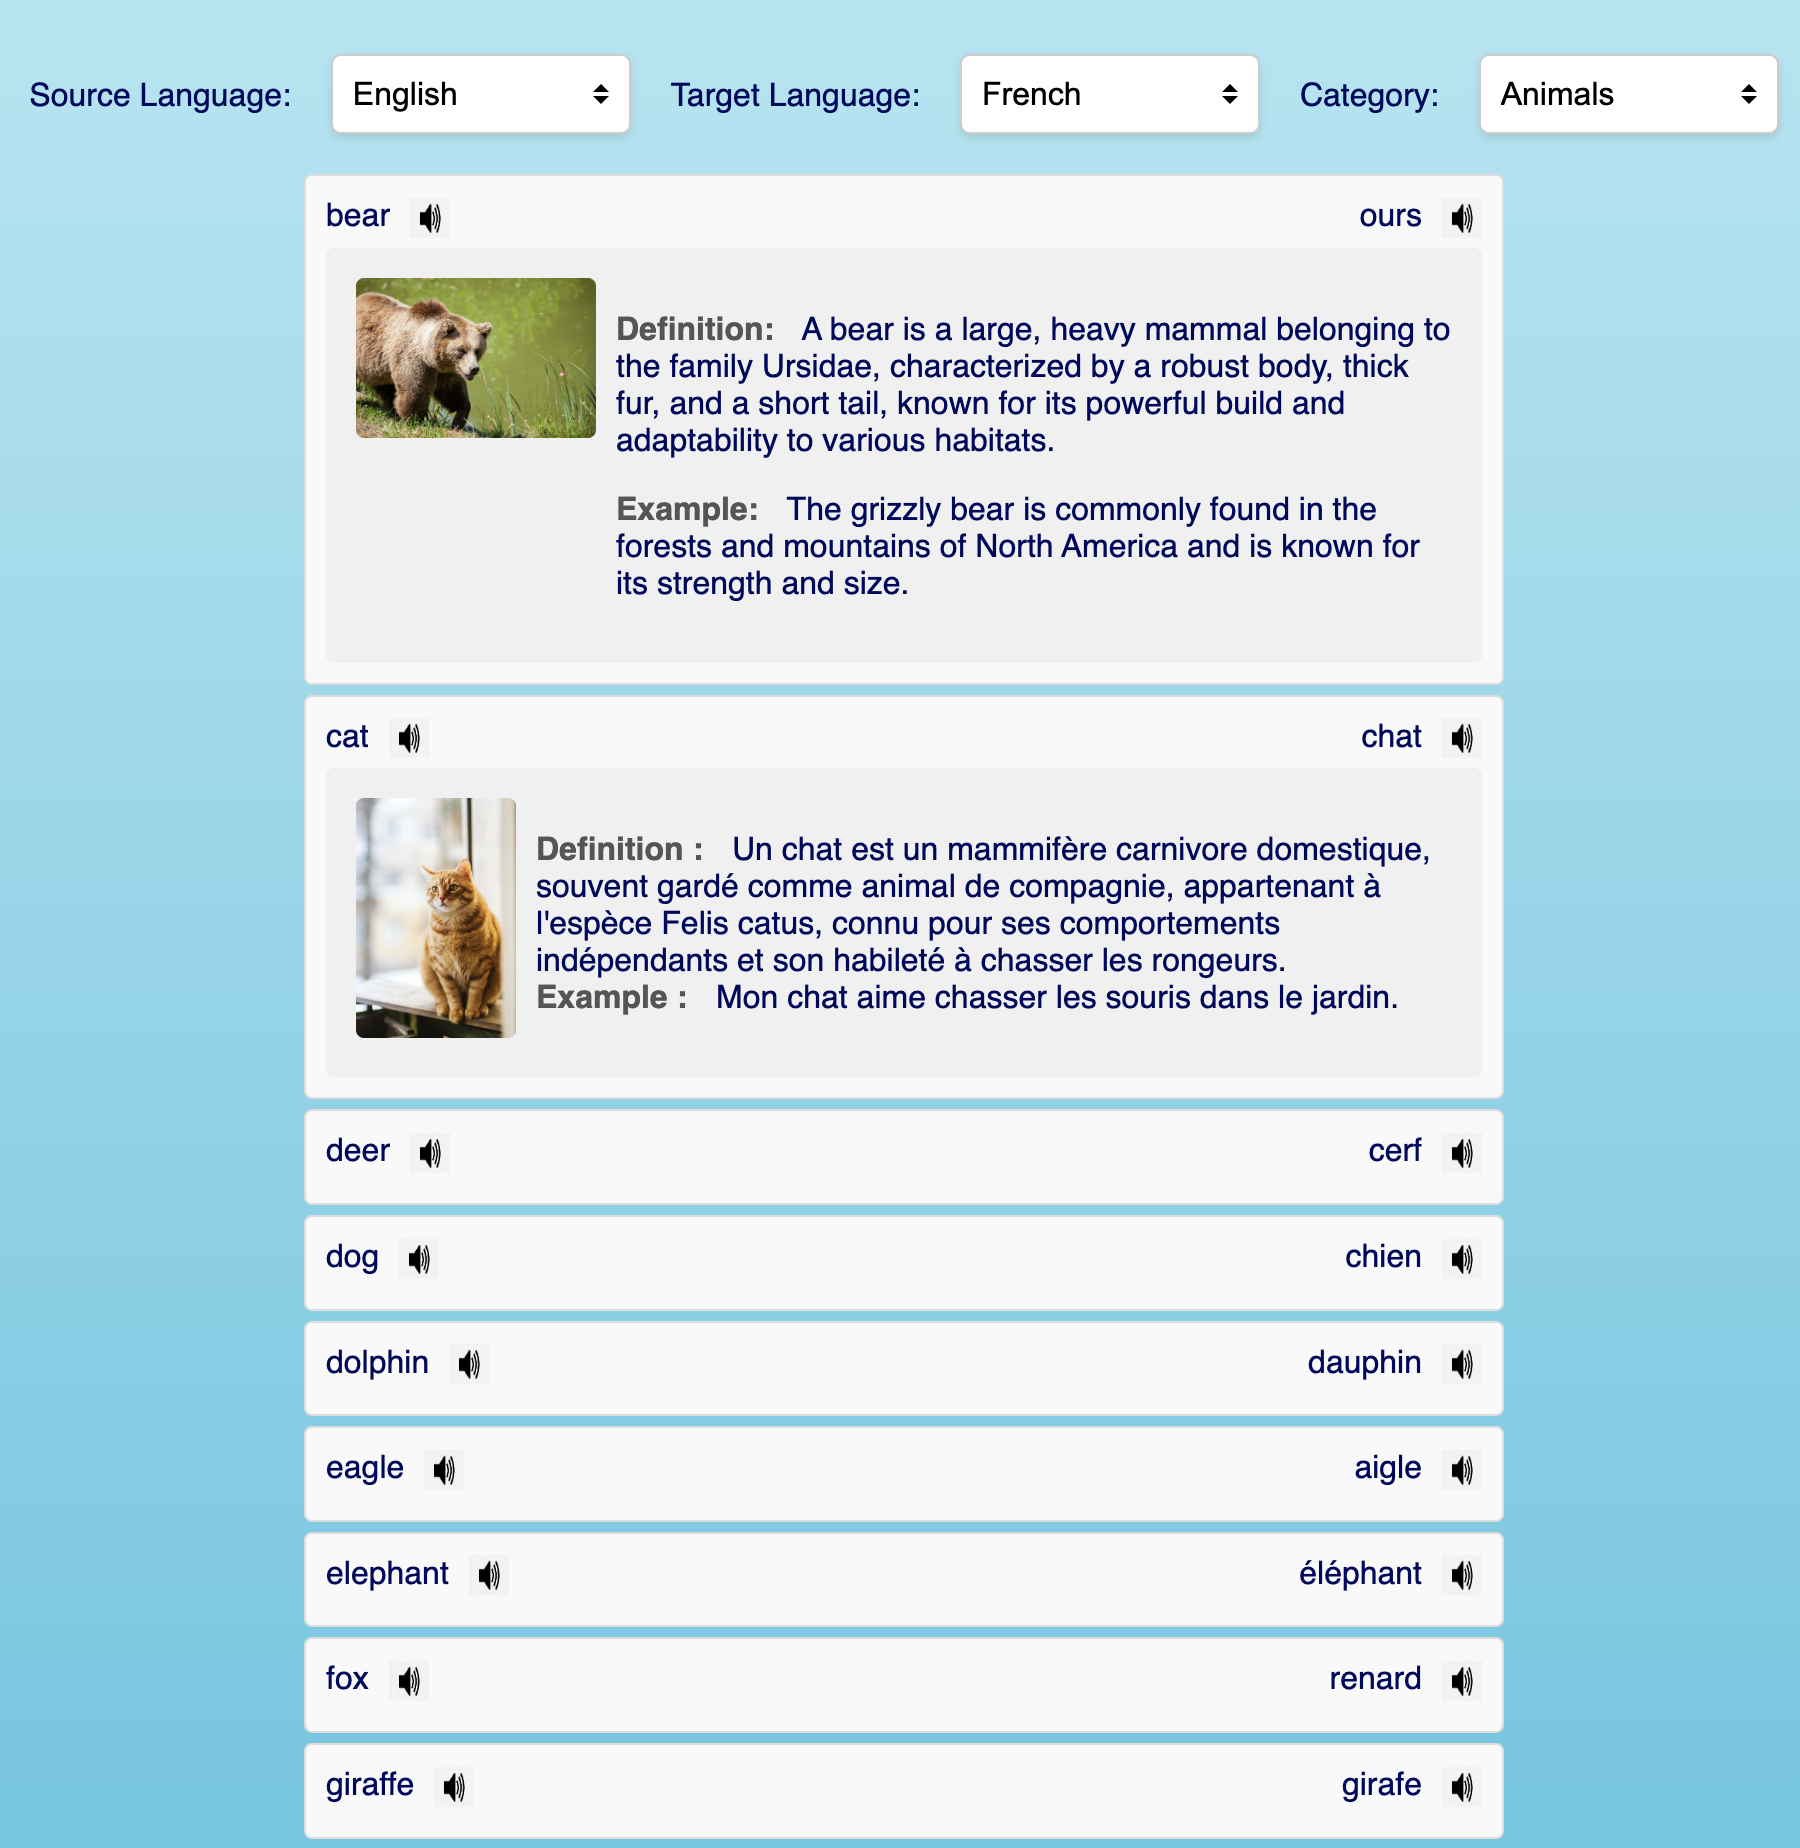 Source Language: English Target Language: French Category: Animals
bear ours
Definition: A bear is a large, heavy mammal belonging to
the family Ursidae, characterized by a robust body, thick
fur, and a short tail, known for its powerful build and
adaptability to various habitats.
Example: The grizzly bear is commonly found in the
forests and mountains of North America and is known for
its strength and size.
cat chat
Definition : Un chat est un mammifère carnivore domestique,
souvent gardé comme animal de compagnie, appartenant à
l'espèce Felis catus, connu pour ses comportements
indépendants et son habileté à chasser les rongeurs.
Example : Mon chat aime chasser les souris dans le jardin.
deer cerf
dog chien
dolphin dauphin
eagle aigle
elephant éléphant
fox renard
giraffe girafe